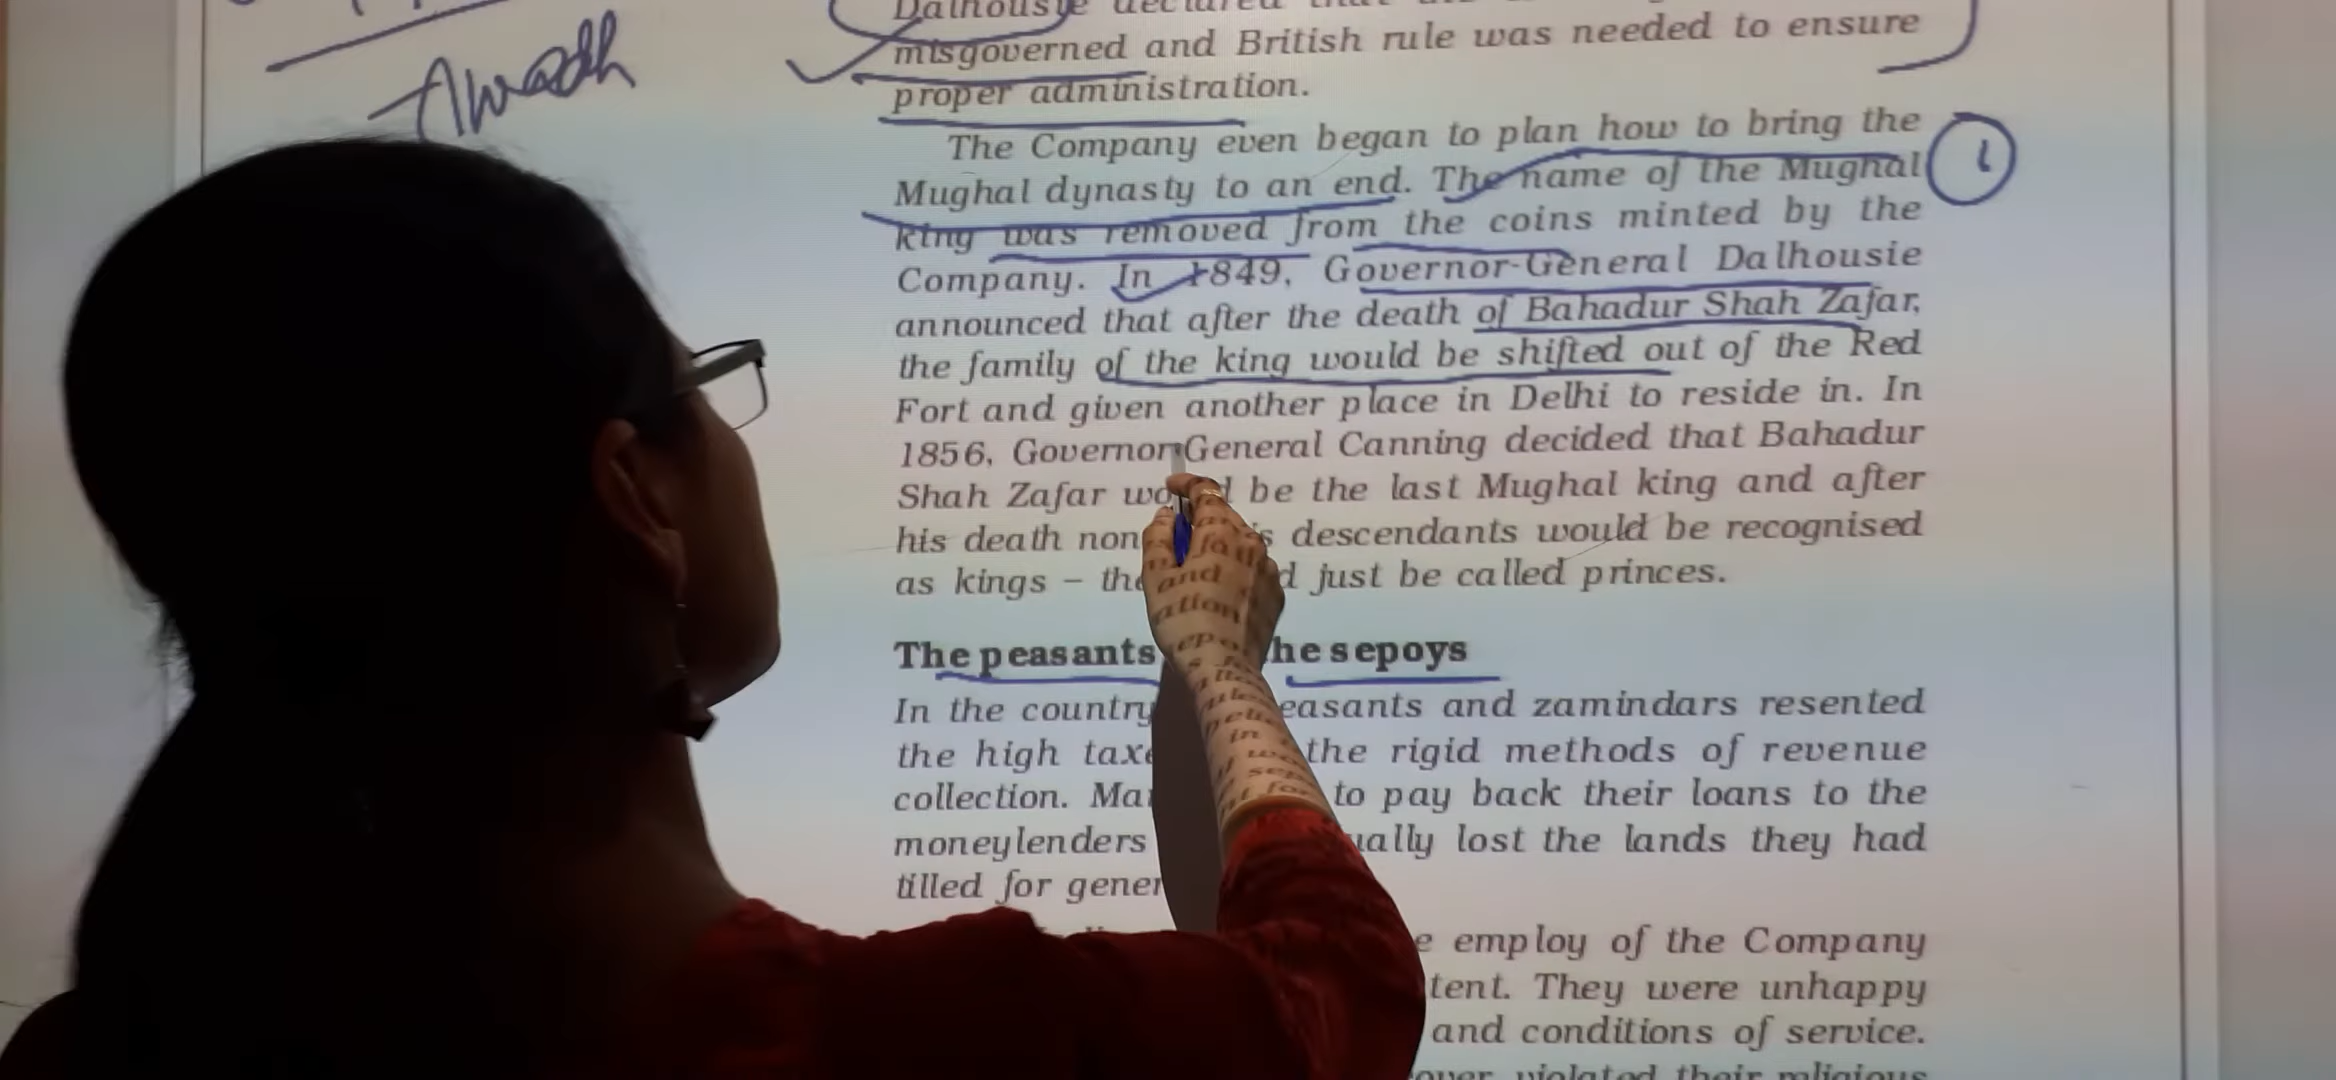 Awadh
Dalhousie declared that
misgoverned and British rule was needed to ensure
proper administration.
The Company even began to plan how to bring the
Mughal dynasty to an end. The name of the Mughal
1
king was removed from the coins minted by the
Company. In 1849, Governor-General Dalhousie
announced that after the death of Bahadur Shah Zafar,
the family of the king would be shifted out of the Red
Fort and given another place in Delhi to reside in. In
1856, Governor General Canning decided that Bahadur
Shah Zafar be the last Mughal king and after
his death descendants would be recognised
as kings – just be called princes.
The peasants sepoys
In the and zamindars resented
the high the rigid methods of revenue
collection. to pay back their loans to the
moneylenders lost the lands they had
tilled for
employ of the Company
They were unhappy
and conditions of service.
violated their religious